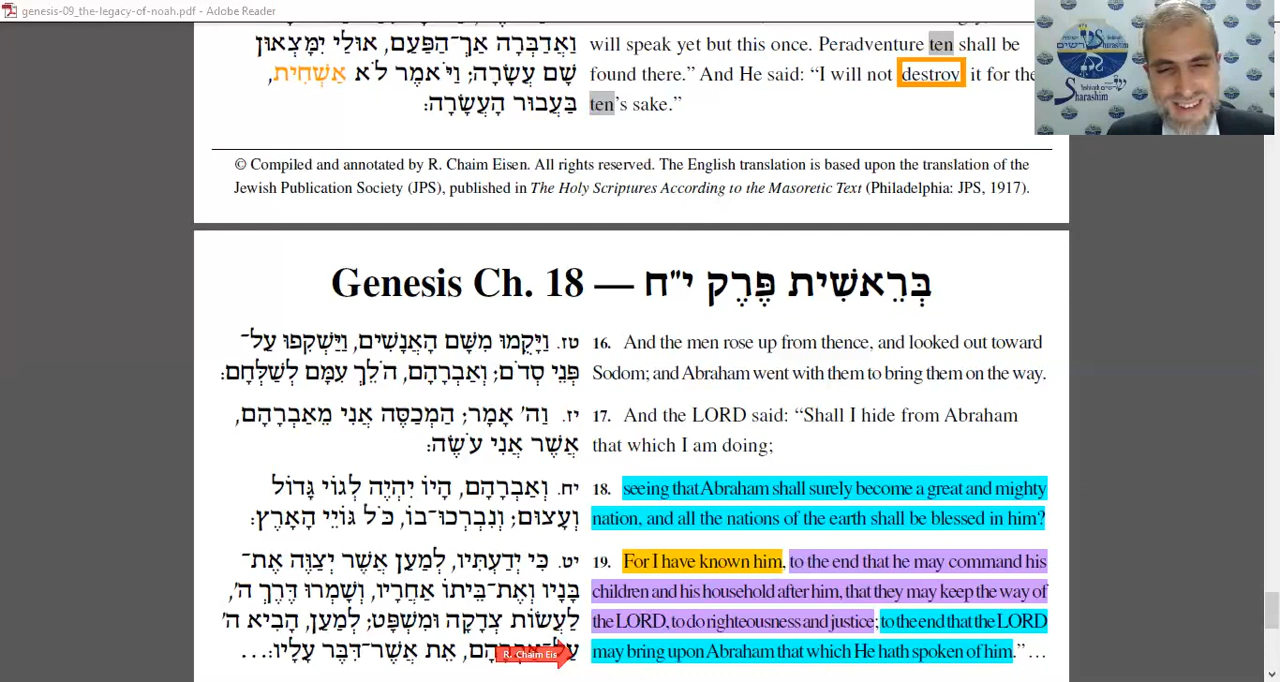 genesis-09_the-legacy-of-noah.pdf - Adobe Reader
וַאֲדַבְּרָה אַךְ־הַפַּעַם, אוּלַי יִמָּצְאוּן
שָׁם עֲשָׂרָה; וַיֹּאמֶר לֹא אַשְׁחִית,
בַּעֲבוּר הָעֲשָׂרָה:
will speak yet but this once. Peradventure ten shall be
found there.” And He said: “I will not destroy it for the
ten’s sake.”
Sharashim
© Compiled and annotated by R. Chaim Eisen. All rights reserved. The English translation is based upon the translation of the
Jewish Publication Society (JPS), published in The Holy Scriptures According to the Masoretic Text (Philadelphia: JPS, 1917).
Genesis Ch. 18 — בְּרֵאשִׁית פֶּרֶק י״ח
טז. וַיָּקֻמוּ מִשָּׁם הָאֲנָשִׁים, וַיַּשְׁקִפוּ עַל־
פְּנֵי סְדֹם; וְאַבְרָהָם, הֹלֵךְ עִמָּם לְשַׁלְּחָם:
16. And the men rose up from thence, and looked out toward
Sodom; and Abraham went with them to bring them on the way.
יז. וַה' אָמָר; הַמְכַסֶּה אֲנִי מֵאַבְרָהָם,
אֲשֶׁר אֲנִי עֹשֶׂה:
17. And the LORD said: “Shall I hide from Abraham
that which I am doing;
יח. וְאַבְרָהָם, הָיוֹ יִהְיֶה לְגוֹי גָּדוֹל
וְעָצוּם; וְנִבְרְכוּ־בוֹ, כֹּל גּוֹיֵי הָאָרֶץ:
18. seeing that Abraham shall surely become a great and mighty
nation, and all the nations of the earth shall be blessed in him?
יט. כִּי יְדַעְתִּיו, לְמַעַן אֲשֶׁר יְצַוֶּה אֶת־
בָּנָיו וְאֶת־בֵּיתוֹ אַחֲרָיו, וְשָׁמְרוּ דֶּרֶךְ ה',
לַעֲשׂוֹת צְדָקָה וּמִשְׁפָּט; לְמַעַן, הָבִיא ה'
אֵת אֲשֶׁר־דִּבֶּר עָלָיו:...
19. For I have known him, to the end that he may command his
children and his household after him, that they may keep the way of
the LORD, to do righteousness and justice; to the end that the LORD
may bring upon Abraham that which He hath spoken of him.” ...
R. Chaim Eis